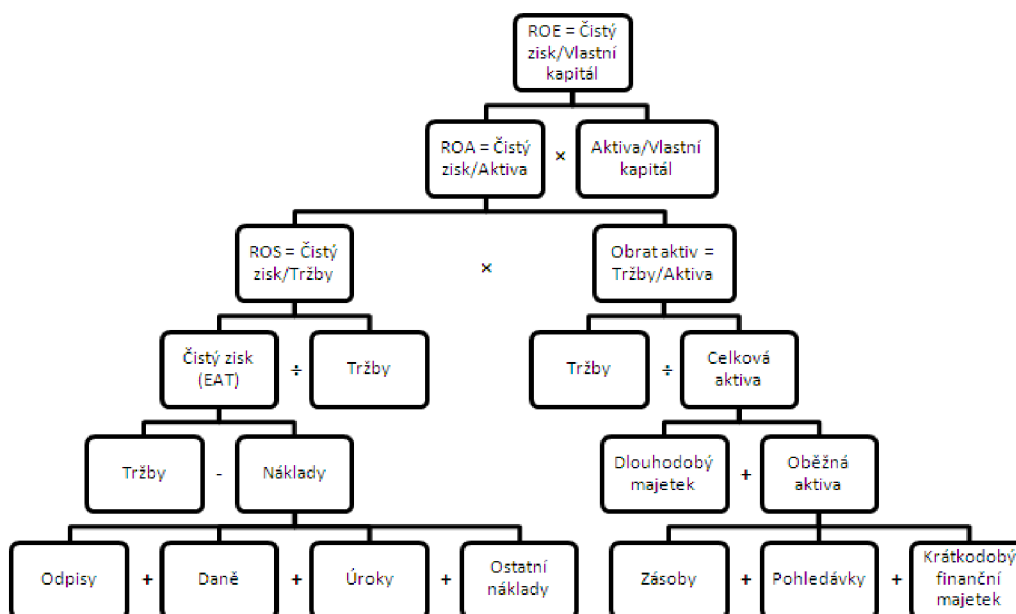 ROE = Čistý
zisk/Vlastní
kapitál
ROA = Čistý
zisk/Aktiva
×
Aktiva/Vlastní
kapitál
ROS = Čistý
zisk/Tržby
×
Obrat aktiv =
Tržby/Aktiva
Čistý zisk
(EAT)
÷
Tržby
Tržby
÷
Celková
aktiva
Tržby
-
Náklady
Dlouhodobý
majetek
+
Oběžná
aktiva
Odpisy
+
Daně
+
Úroky
+
Ostatní
náklady
Zásoby
+
Pohledávky
+
Krátkodobý
finanční
majetek